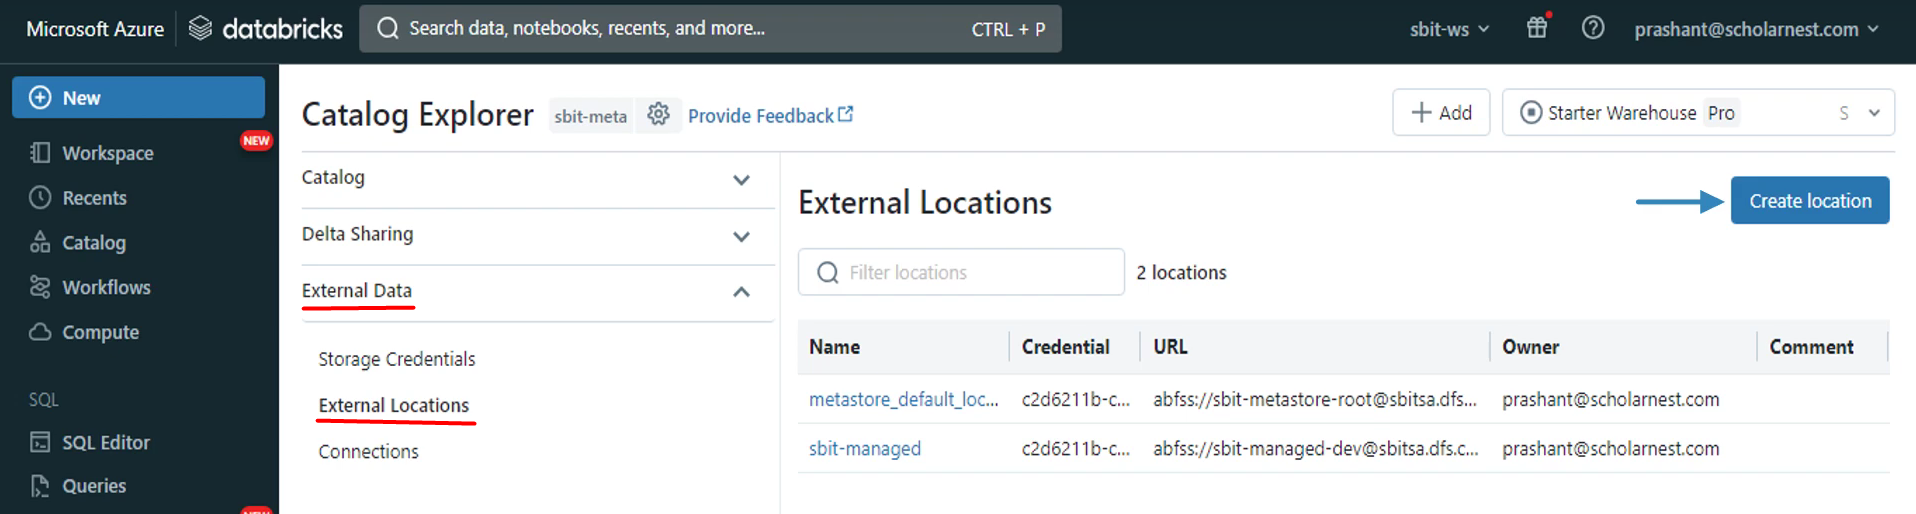 Microsoft Azure databricks Search data, notebooks, recents, and more... CTRL + P sbit-ws prashant@scholarnest.com
New
Workspace NEW
Recents
Catalog
Workflows
Compute
SQL
SQL Editor
Queries
NEW
Catalog Explorer sbit-meta Provide Feedback + Add Starter Warehouse Pro S
Catalog
Delta Sharing
External Data
Storage Credentials
External Locations
Connections
External Locations Create location
Filter locations 2 locations
Name Credential URL Owner Comment
metastore_default_loc... c2d6211b-c... abfss://sbit-metastore-root@sbitsa.dfs... prashant@scholarnest.com
sbit-managed c2d6211b-c... abfss://sbit-managed-dev@sbitsa.dfs.c... prashant@scholarnest.com